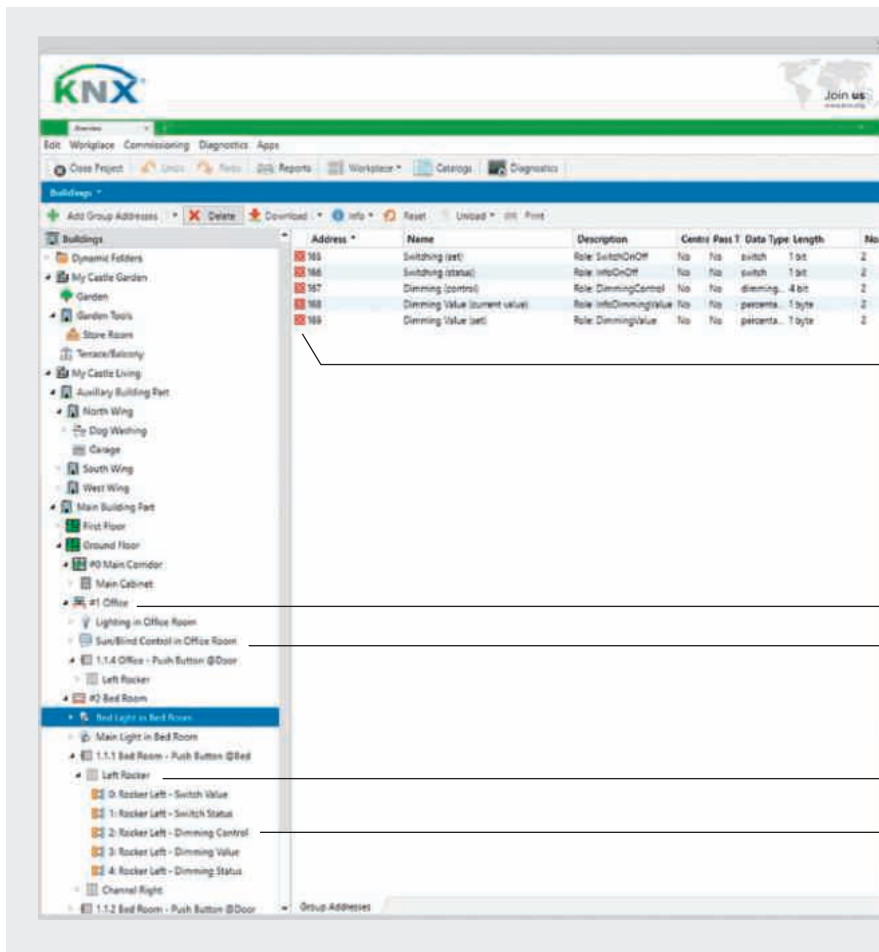 KNX
Join us
Overview
Edit Workplace Commissioning Diagnostics Apps
Close Project Undo Redo Reports Workplace Catalogs Diagnostics
Buildings
Add Group Addresses Delete Download Info Reset Unload Print
Buildings
Address Name Description Centra Pass T Data Type Length No
165 Switching (set) Role: SwitchOnOff No No switch 1 bit 2
166 Switching (status) Role: InfoOnOff No No switch 1 bit 2
167 Dimming (control) Role: DimmingControl No No dimming... 4 bit 2
168 Dimming Value (current value) Role: InfoDimmingValue No No percenta... 1 byte 2
169 Dimming Value (set) Role: DimmingValue No No percenta... 1 byte 2
Dynamic Folders
My Castle Garden
Garden
Garden Tools
Store Room
Terrace/Balcony
My Castle Living
Auxillary Building Part
North Wing
Dog Washing
Garage
South Wing
West Wing
Main Building Part
First Floor
Ground Floor
#0 Main Corridor
Main Cabinet
#1 Office
Lighting in Office Room
Sun/Blind Control in Office Room
1.1.4 Office - Push Button @Door
Left Rocker
#2 Bed Room
Bed Light in Bed Room
Main Light in Bed Room
1.1.1 Bed Room - Push Button @Bed
Left Rocker
0: Rocker Left - Switch Value
1: Rocker Left - Switch Status
2: Rocker Left - Dimming Control
3: Rocker Left - Dimming Value
4: Rocker Left - Dimming Status
Channel Right
1.1.2 Bed Room - Push Button @Door
Group Addresses